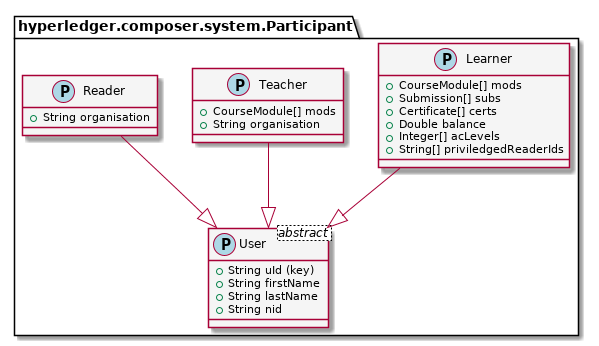 hyperledger.composer.system.Participant
P Reader
String organisation
P Teacher
CourseModule[] mods
String organisation
P Learner
CourseModule[] mods
Submission[] subs
Certificate[] certs
Double balance
Integer[] acLevels
String[] priviledgedReaderIds
P User
abstract
String uId (key)
String firstName
String lastName
String nid